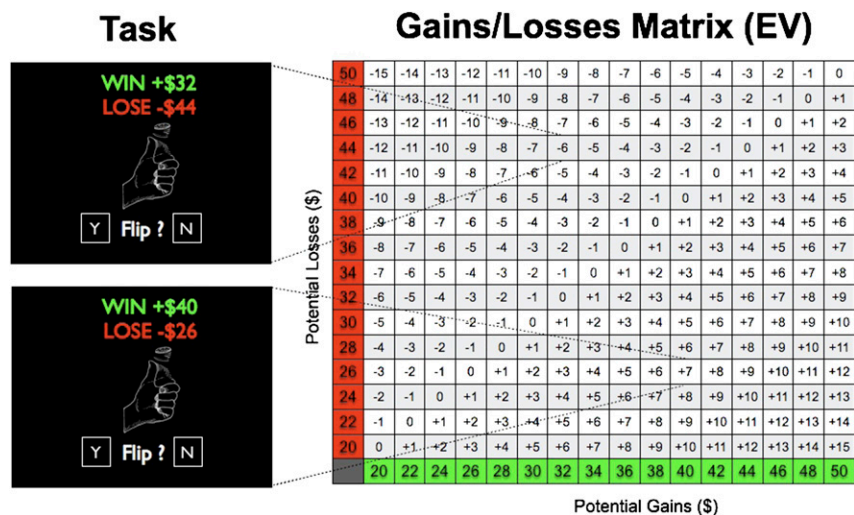 Task
WIN +$32
LOSE -$44
Y Flip ? N
WIN +$40
LOSE -$26
Y Flip ? N
Gains/Losses Matrix (EV)
Potential Losses ($)
50 -15 -14 -13 -12 -11 -10 -9 -8 -7 -6 -5 -4 -3 -2 -1 0
48 -14 -13 -12 -11 -10 -9 -8 -7 -6 -5 -4 -3 -2 -1 0 +1
46 -13 -12 -11 -10 -9 -8 -7 -6 -5 -4 -3 -2 -1 0 +1 +2
44 -12 -11 -10 -9 -8 -7 -6 -5 -4 -3 -2 -1 0 +1 +2 +3
42 -11 -10 -9 -8 -7 -6 -5 -4 -3 -2 -1 0 +1 +2 +3 +4
40 -10 -9 -8 -7 -6 -5 -4 -3 -2 -1 0 +1 +2 +3 +4 +5
38 -9 -8 -7 -6 -5 -4 -3 -2 -1 0 +1 +2 +3 +4 +5 +6
36 -8 -7 -6 -5 -4 -3 -2 -1 0 +1 +2 +3 +4 +5 +6 +7
34 -7 -6 -5 -4 -3 -2 -1 0 +1 +2 +3 +4 +5 +6 +7 +8
32 -6 -5 -4 -3 -2 -1 0 +1 +2 +3 +4 +5 +6 +7 +8 +9
30 -5 -4 -3 -2 -1 0 +1 +2 +3 +4 +5 +6 +7 +8 +9 +10
28 -4 -3 -2 -1 0 +1 +2 +3 +4 +5 +6 +7 +8 +9 +10 +11
26 -3 -2 -1 0 +1 +2 +3 +4 +5 +6 +7 +8 +9 +10 +11 +12
24 -2 -1 0 +1 +2 +3 +4 +5 +6 +7 +8 +9 +10 +11 +12 +13
22 -1 0 +1 +2 +3 +4 +5 +6 +7 +8 +9 +10 +11 +12 +13 +14
20 0 +1 +2 +3 +4 +5 +6 +7 +8 +9 +10 +11 +12 +13 +14 +15
20 22 24 26 28 30 32 34 36 38 40 42 44 46 48 50
Potential Gains ($)